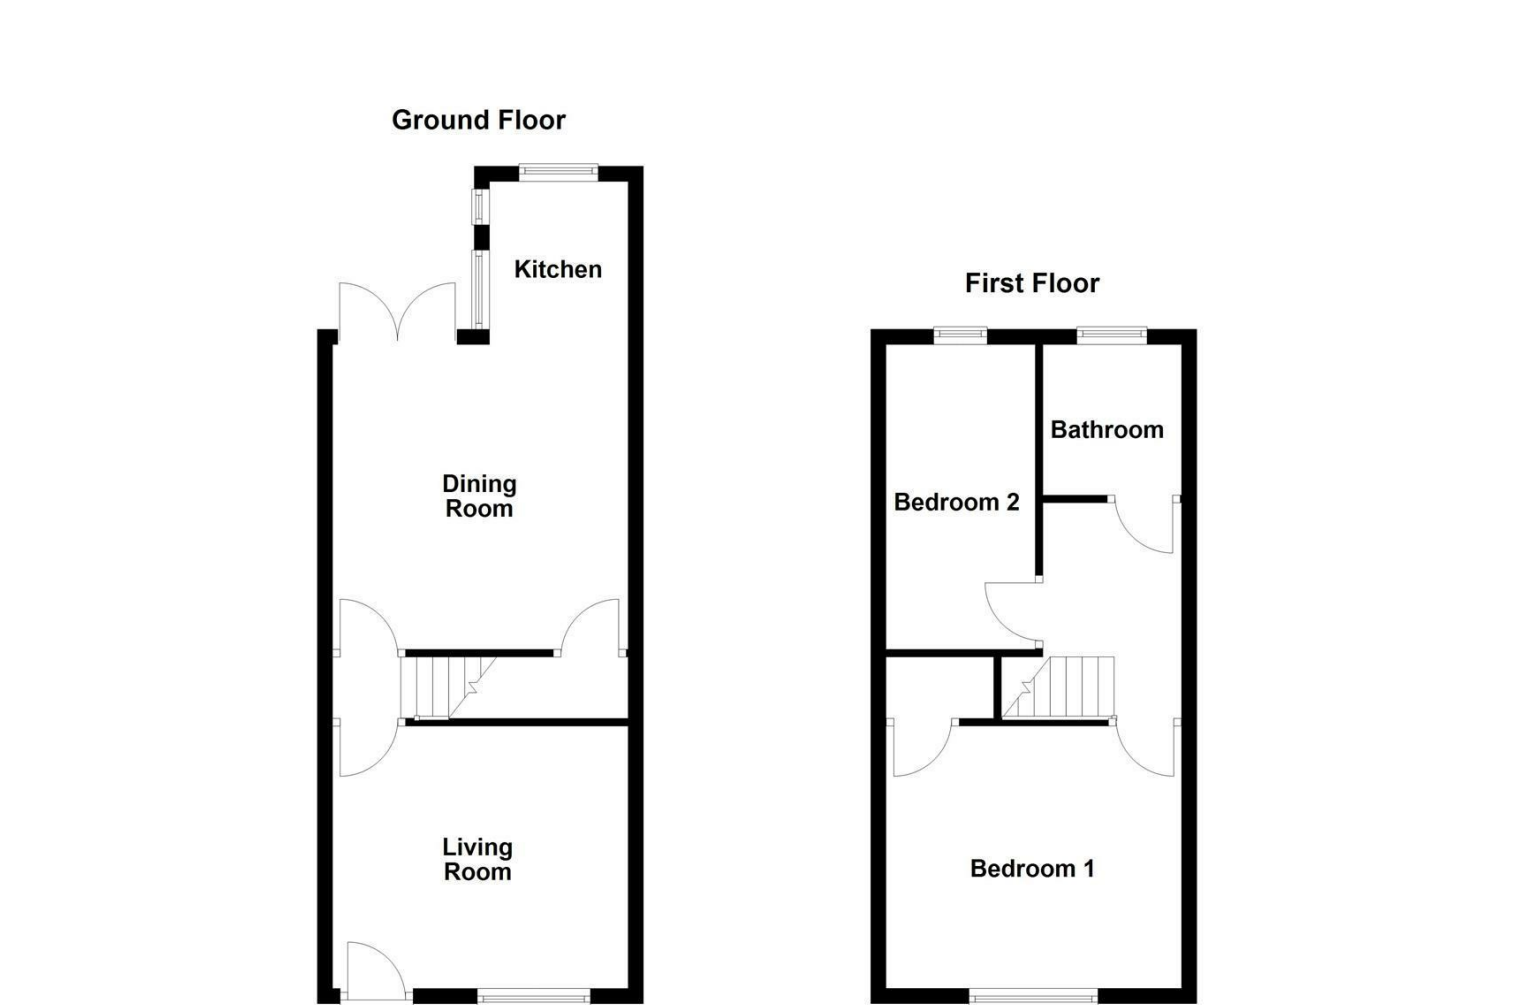 Ground Floor
Kitchen
Dining
Room
Living
Room
First Floor
Bathroom
Bedroom 2
Bedroom 1